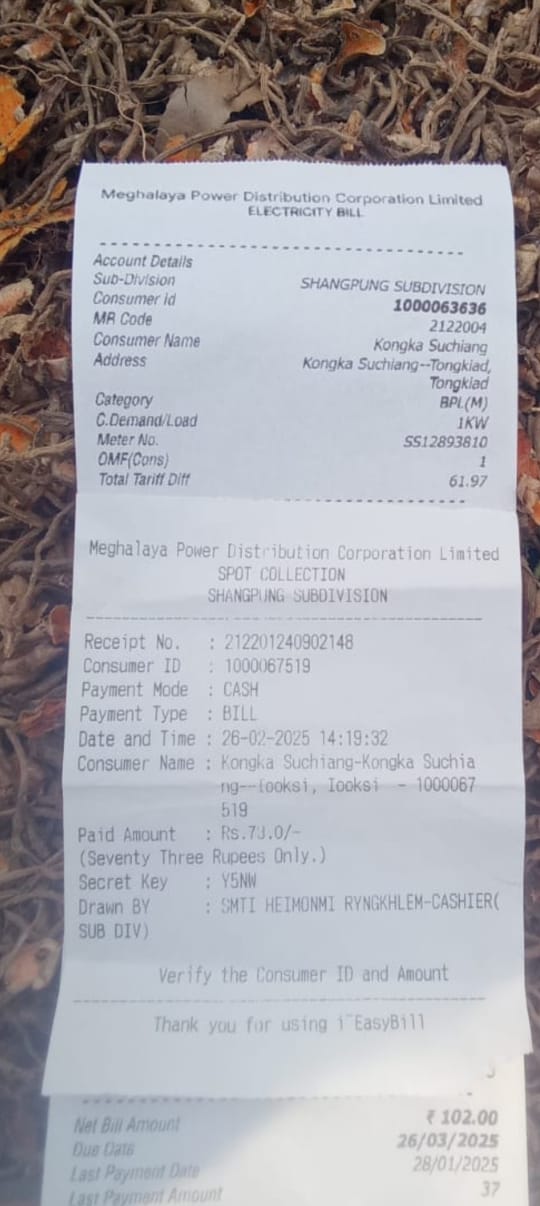 Meghalaya Power Distribution Corporation Limited
ELECTRICITY BILL
Account Details
Sub-Division SHANGPUNG SUBDIVISION
Consumer id 1000063636
MR Code 2122004
Consumer Name Kongka Suchiang
Address Kongka Suchiang--Tongkiad,
Tongkiad
Category BPL(M)
C.Demand/Load 1KW
Meter No. SS12893810
OMF(Cons) 1
Total Tariff Diff 61.97
Meghalaya Power Distribution Corporation Limited
SPOT COLLECTION
SHANGPUNG SUBDIVISION
Receipt No. : 212201240902148
Consumer ID : 1000067519
Payment Mode : CASH
Payment Type : BILL
Date and Time : 26-02-2025 14:19:32
Consumer Name : Kongka Suchiang-Kongka Suchia
ng--Iooksi, Iooksi - 1000067
519
Paid Amount : Rs.73.0/-
(Seventy Three Rupees Only.)
Secret Key : Y5NW
Drawn BY : SMTI HEIMONMI RYNGKHLEM-CASHIER(
SUB DIV)
Verify the Consumer ID and Amount
Thank you for using i~EasyBill
Net Bill Amount ₹ 102.00
Due Date 26/03/2025
Last Payment Date 28/01/2025
Last Payment Amount 37